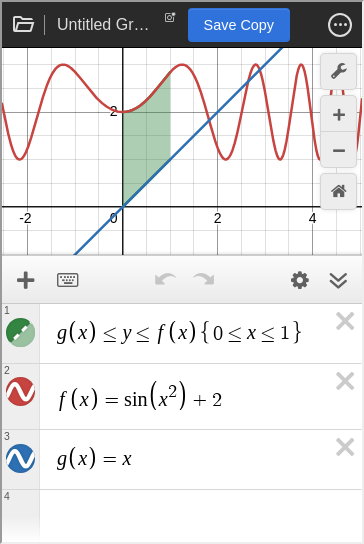 Untitled Gr... Save Copy
2
-2 0 2 4
1
g(x) ≤ y ≤ f(x) {0 ≤ x ≤ 1}
2
f(x) = sin(x²) + 2
3
g(x) = x
4